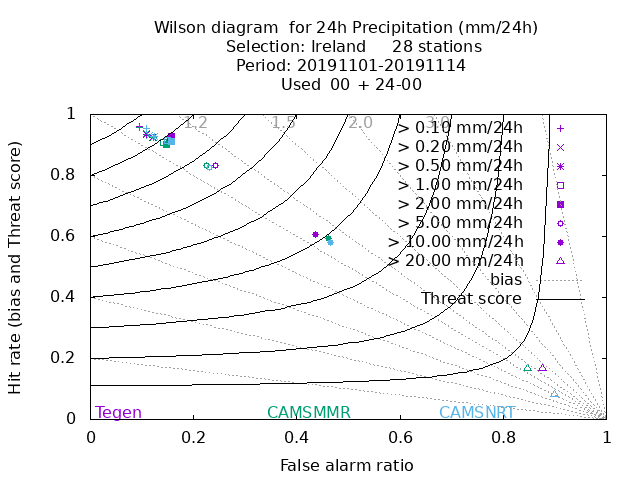 Wilson diagram  for 24h Precipitation (mm/24h)
Selection: Ireland     28 stations
Period: 20191101-20191114
Used  00 + 24-00
Hit rate (bias and Threat score)
1
0.8
0.6
0.4
0.2
0
1.2
1.5
2.0
3.0
> 0.10 mm/24h
> 0.20 mm/24h
> 0.50 mm/24h
> 1.00 mm/24h
> 2.00 mm/24h
> 5.00 mm/24h
> 10.00 mm/24h
> 20.00 mm/24h
bias
Threat score
Tegen
CAMSMMR
CAMSNRT
0
0.2
0.4
0.6
0.8
1
False alarm ratio